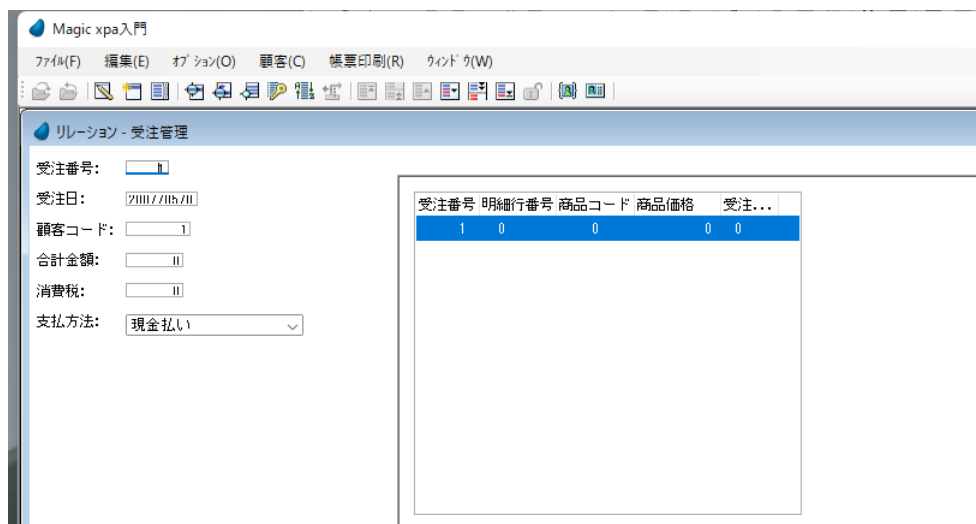 Magic xpa入門
ﾌｧｲﾙ(F) 編集(E) ｵﾌﾟｼｮﾝ(O) 顧客(C) 帳票印刷(R) ｳｨﾝﾄﾞｳ(W)
リレーション - 受注管理
受注番号:
受注日:
顧客コード: 1
合計金額:
消費税:
支払方法: 現金払い
受注番号 明細行番号 商品コード 商品価格 受注...
1 0 0 0 0